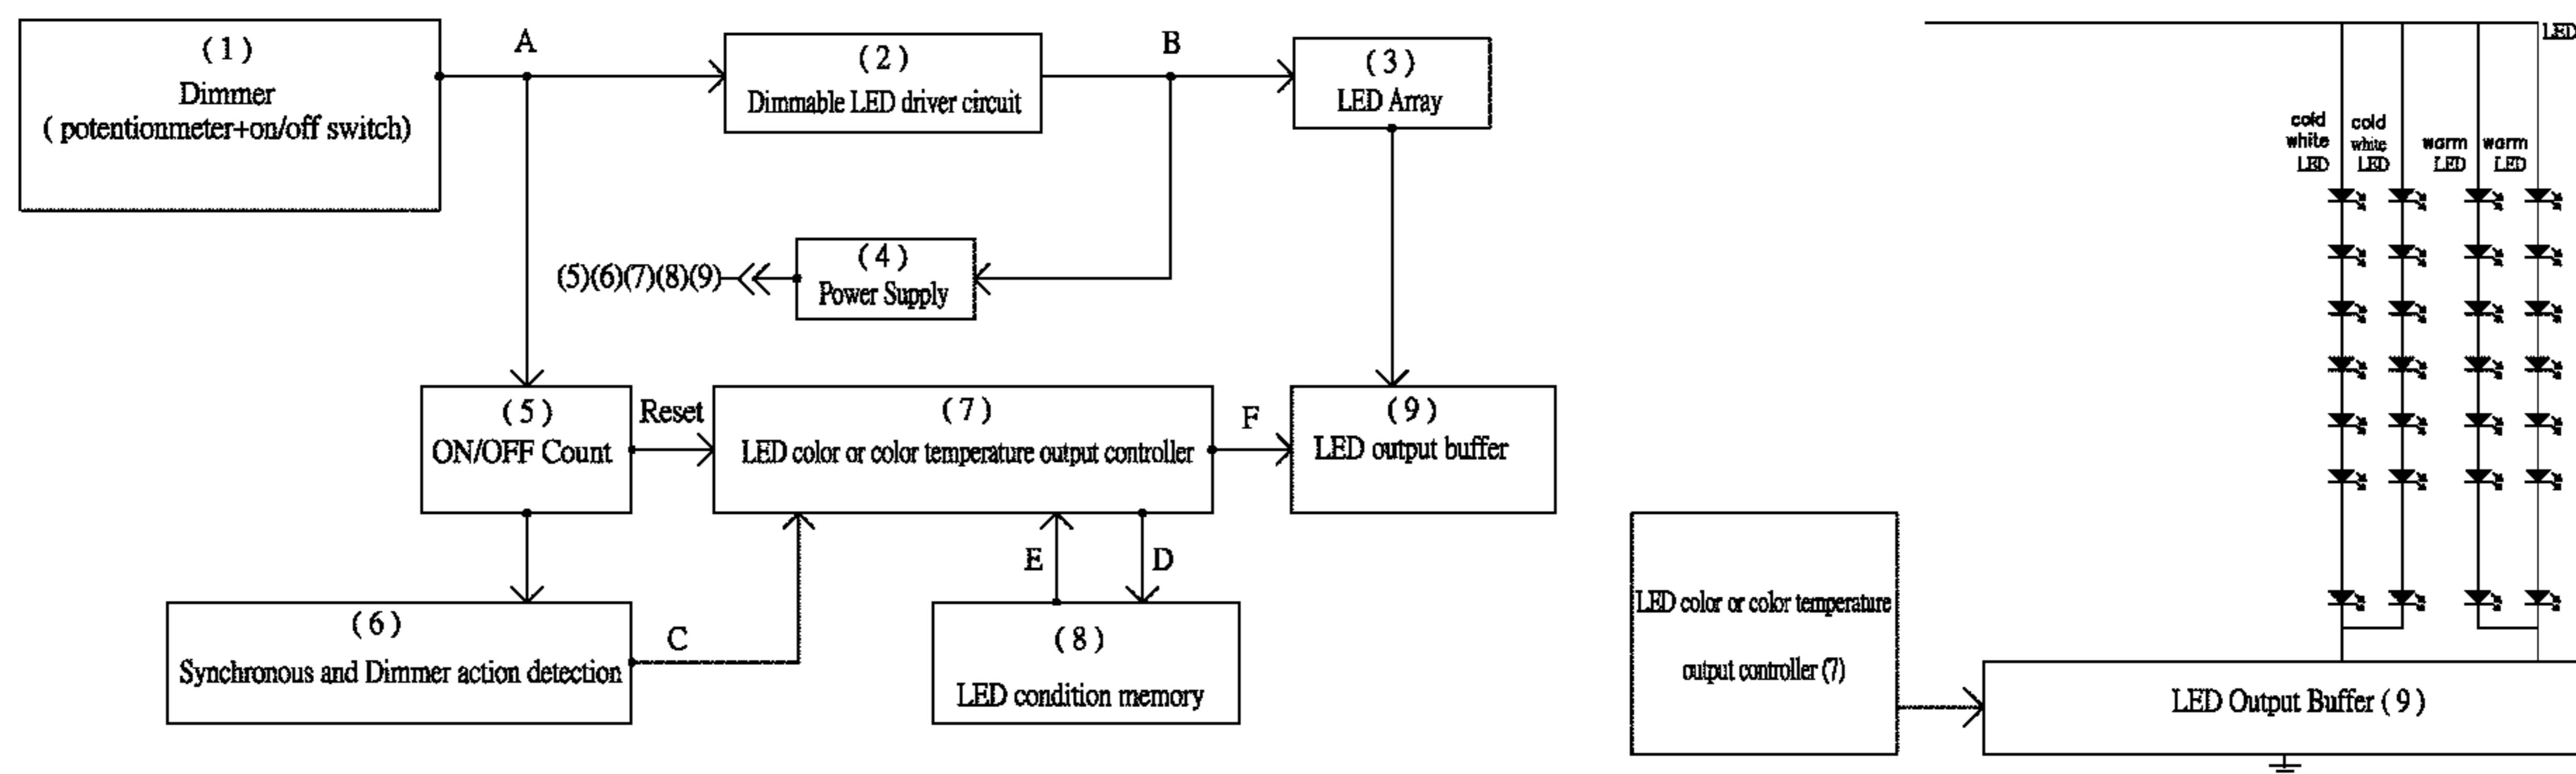 (1)
Dimmer
( potentionmeter+on/off switch)
A
(2)
Dimmable LED driver circuit
B
(3)
LED Array
(4)
Power Supply
(5)(6)(7)(8)(9)
(5)
ON/OFF Count
Reset
(7)
LED color or color temperature output controller
F
(9)
LED output buffer
(6)
Synchronous and Dimmer action detection
C
E
D
(8)
LED condition memory
LED
cold
white
LED
cold
white
LED
warm
LED
warm
LED
LED color or color temperature
output controller (7)
LED Output Buffer (9)